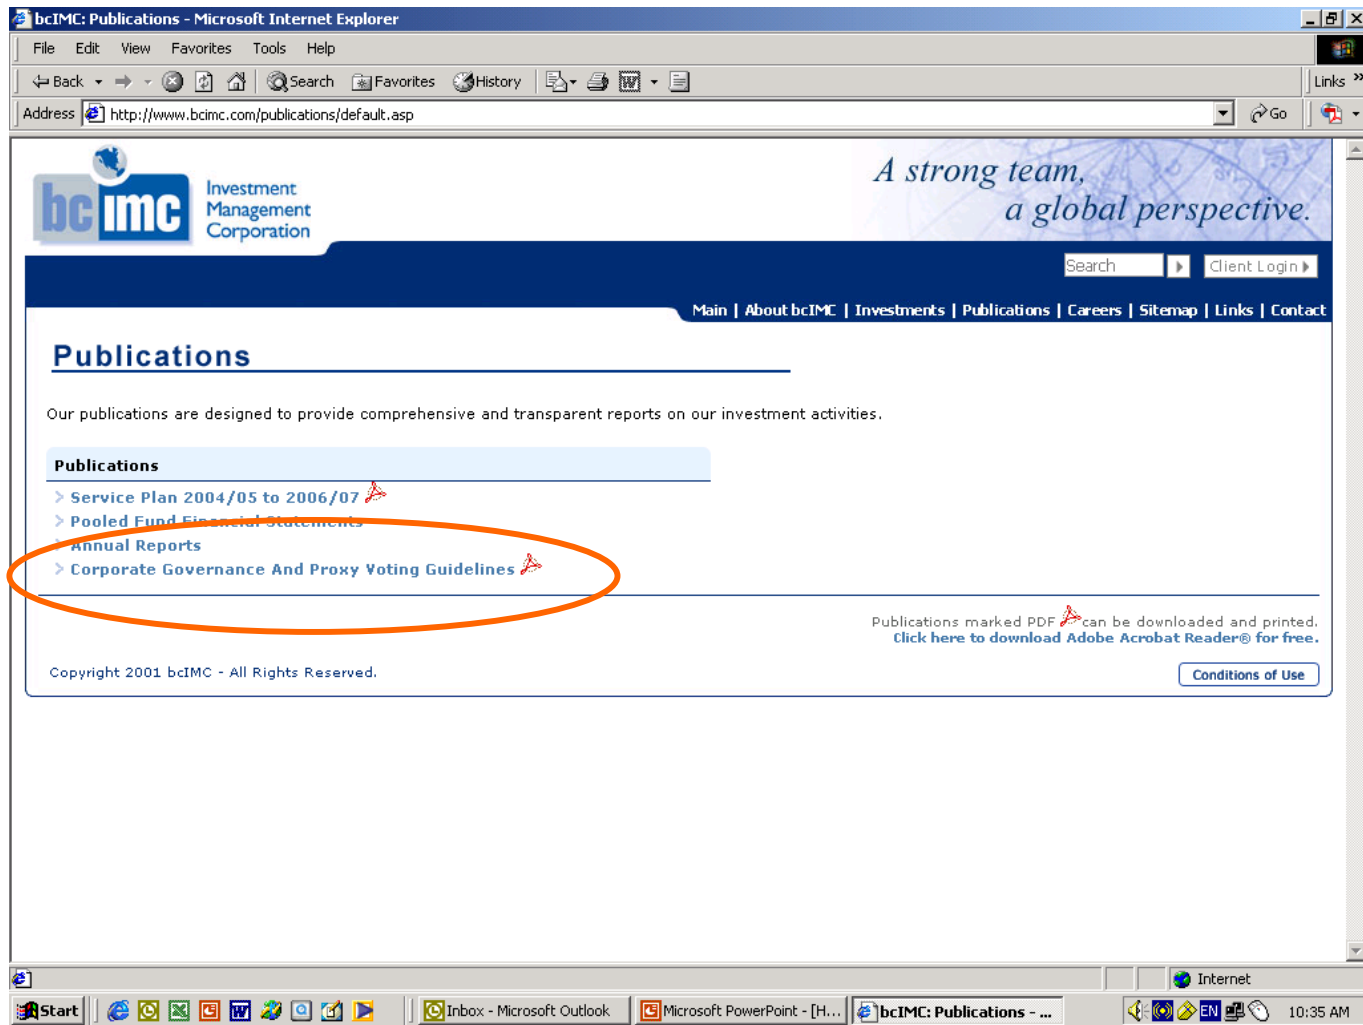 bcIMC: Publications - Microsoft Internet Explorer
File Edit View Favorites Tools Help
Back Search Favorites History Links »
Address http://www.bcimc.com/publications/default.asp Go
bc imc Investment Management Corporation
A strong team,
a global perspective.
Search Client Login
Main | About bcIMC | Investments | Publications | Careers | Sitemap | Links | Contact
Publications
Our publications are designed to provide comprehensive and transparent reports on our investment activities.
Publications
Service Plan 2004/05 to 2006/07
Pooled Fund Financial Statements
Annual Reports
Corporate Governance And Proxy Voting Guidelines
Publications marked PDF can be downloaded and printed.
Click here to download Adobe Acrobat Reader® for free.
Copyright 2001 bcIMC - All Rights Reserved.
Conditions of Use
Internet
Start Inbox - Microsoft Outlook Microsoft PowerPoint - [H... bcIMC: Publications - ... EN 10:35 AM